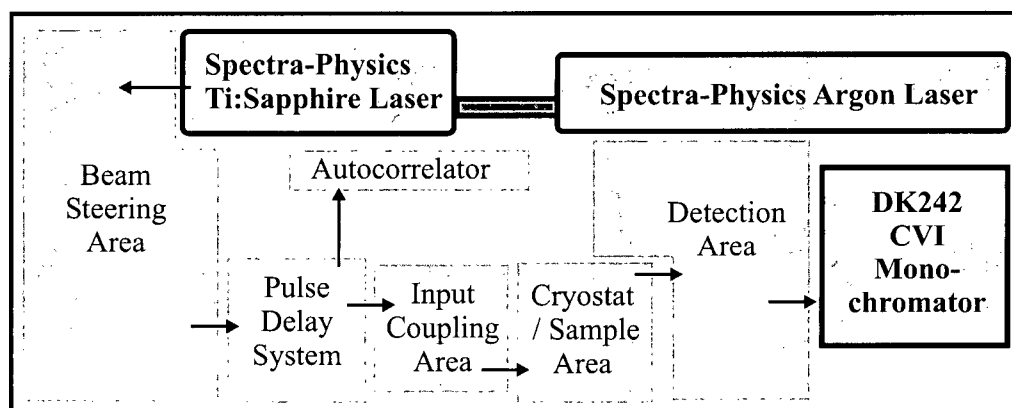 Spectra-Physics
Ti:Sapphire Laser
Spectra-Physics Argon Laser
Beam
Steering
Area
Autocorrelator
Detection
Area
DK242
CVI
Mono-
chromator
Pulse
Delay
System
Input
Coupling
Area
Cryostat
/ Sample
Area